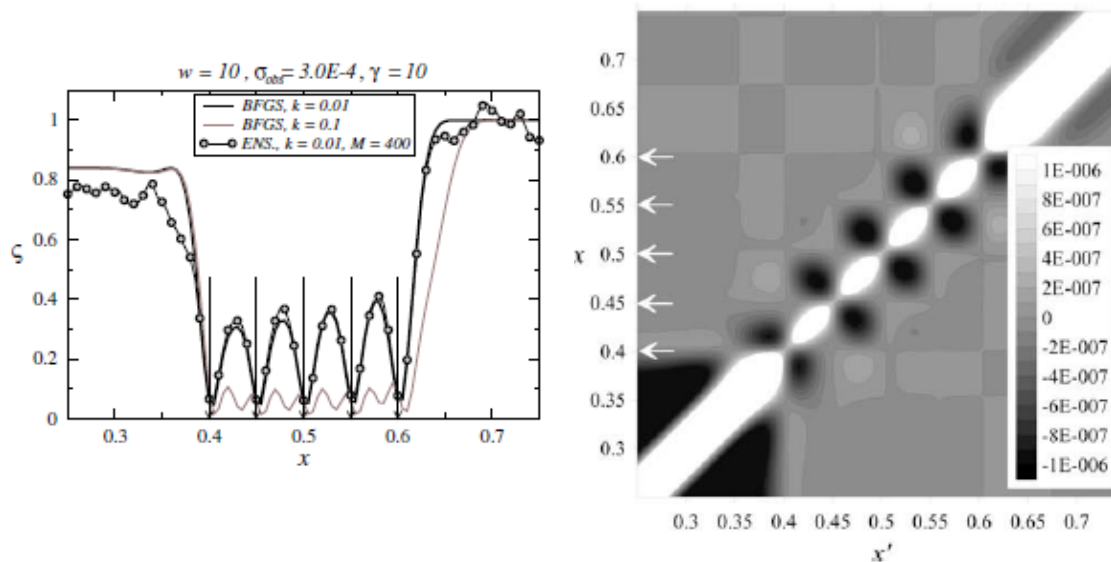 w = 10 , σobs = 3.0E-4 , γ = 10
BFGS, k = 0.01
BFGS, k = 0.1
ENS., k = 0.01, M = 400
1
0.8
0.6
0.4
0.2
0
ς
0.3 0.4 0.5 0.6 0.7
x
0.7
0.65
0.6
0.55
0.5
0.45
0.4
0.35
0.3
x
1E-006
8E-007
6E-007
4E-007
2E-007
0
-2E-007
-4E-007
-6E-007
-8E-007
-1E-006
0.3 0.35 0.4 0.45 0.5 0.55 0.6 0.65 0.7
x'